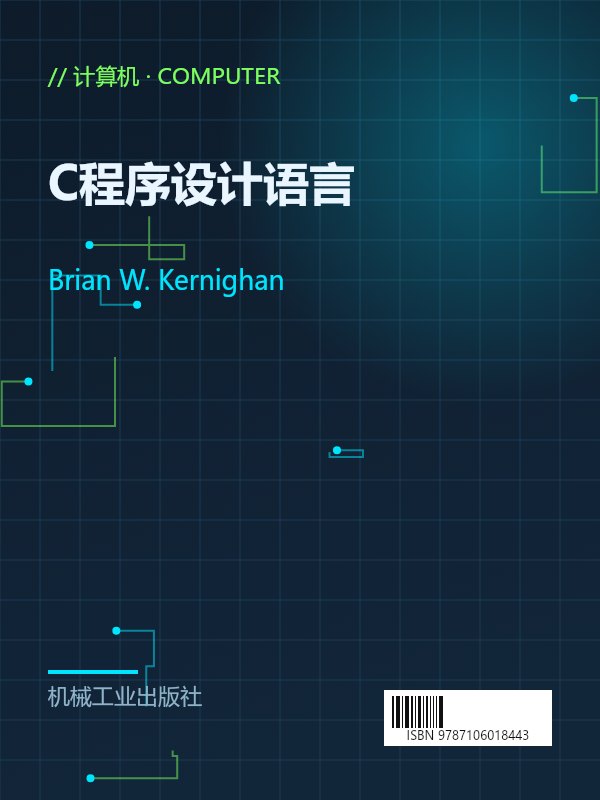 // 计算机 · COMPUTER
C程序设计语言
Brian W. Kernighan
机械工业出版社
ISBN 9787106018443